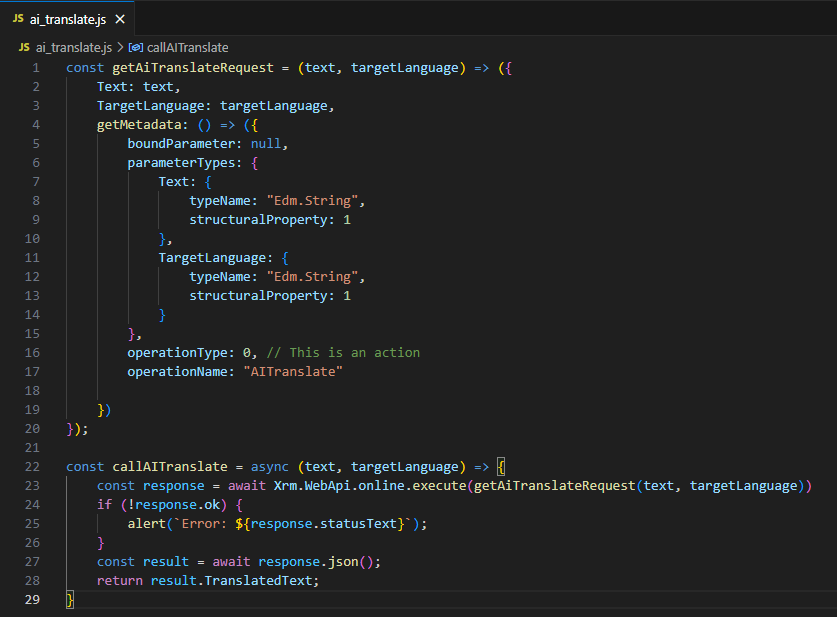 JS ai_translate.js ×
JS ai_translate.js > callAITranslate
1 const getAiTranslateRequest = (text, targetLanguage) => ({
2     Text: text,
3     TargetLanguage: targetLanguage,
4     getMetadata: () => ({
5         boundParameter: null,
6         parameterTypes: {
7             Text: {
8                 typeName: "Edm.String",
9                 structuralProperty: 1
10             },
11             TargetLanguage: {
12                 typeName: "Edm.String",
13                 structuralProperty: 1
14             }
15         },
16         operationType: 0, // This is an action
17         operationName: "AITranslate"
18
19     })
20 });
21
22 const callAITranslate = async (text, targetLanguage) => {
23     const response = await Xrm.WebApi.online.execute(getAiTranslateRequest(text, targetLanguage))
24     if (!response.ok) {
25         alert(`Error: ${response.statusText}`);
26     }
27     const result = await response.json();
28     return result.TranslatedText;
29 }